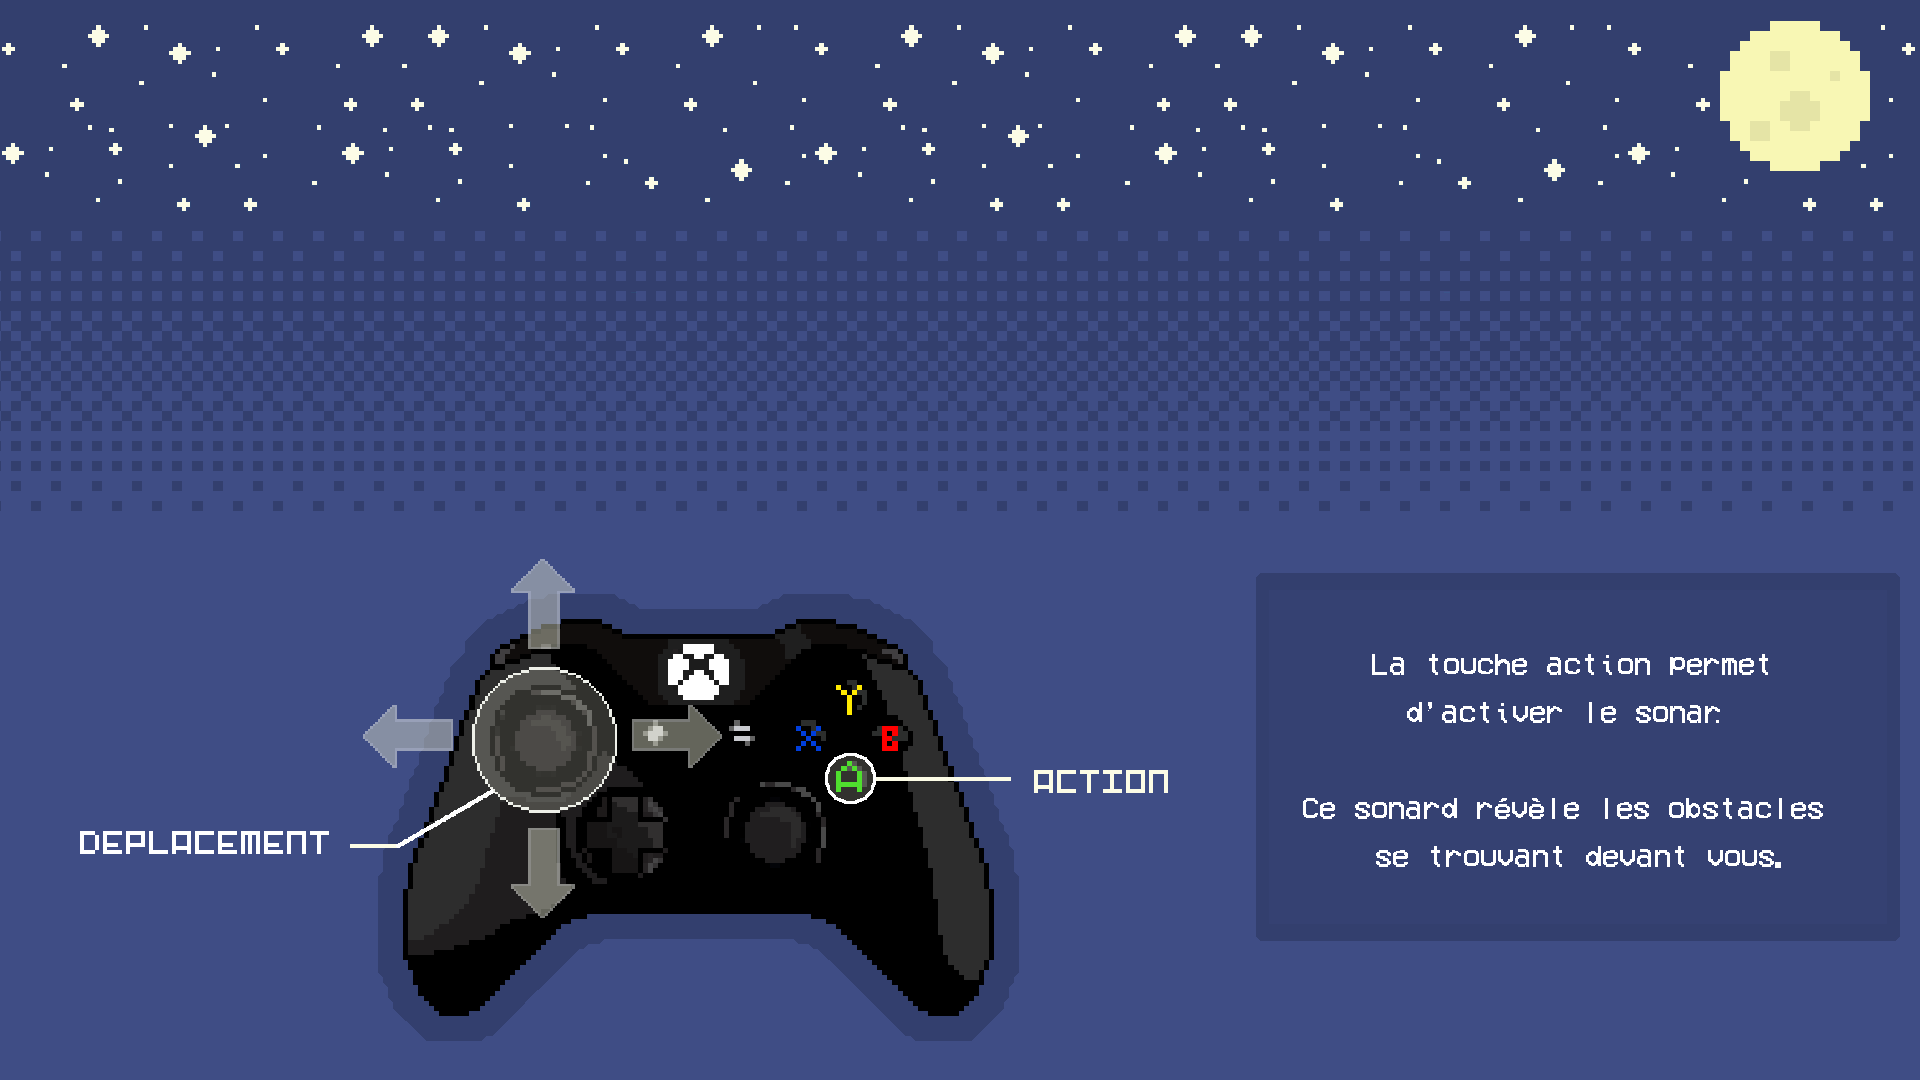 Y
X
B
A
ACTION
DEPLACEMENT
La touche action permet
d'activer le sonar.
Ce sonard révèle les obstacles
se trouvant devant vous.